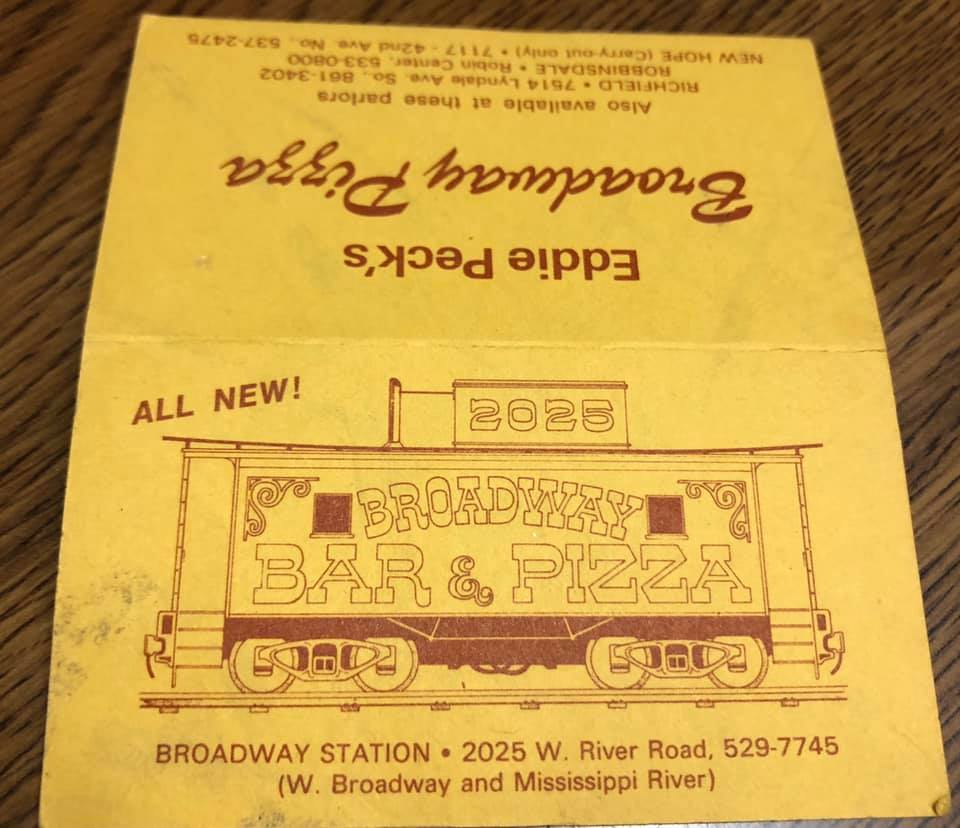 Eddie Peck's
Broadway Pizza
Also available at these parlors
RICHFIELD • 7514 Lyndale Ave. So., 861-3402
ROBBINSDALE • Robin Center, 533-0800
NEW HOPE (Carry-out only) • 7117 - 42nd Ave. No., 537-2475
ALL NEW!
2025
BROADWAY
BAR & PIZZA
BROADWAY STATION • 2025 W. River Road, 529-7745
(W. Broadway and Mississippi River)